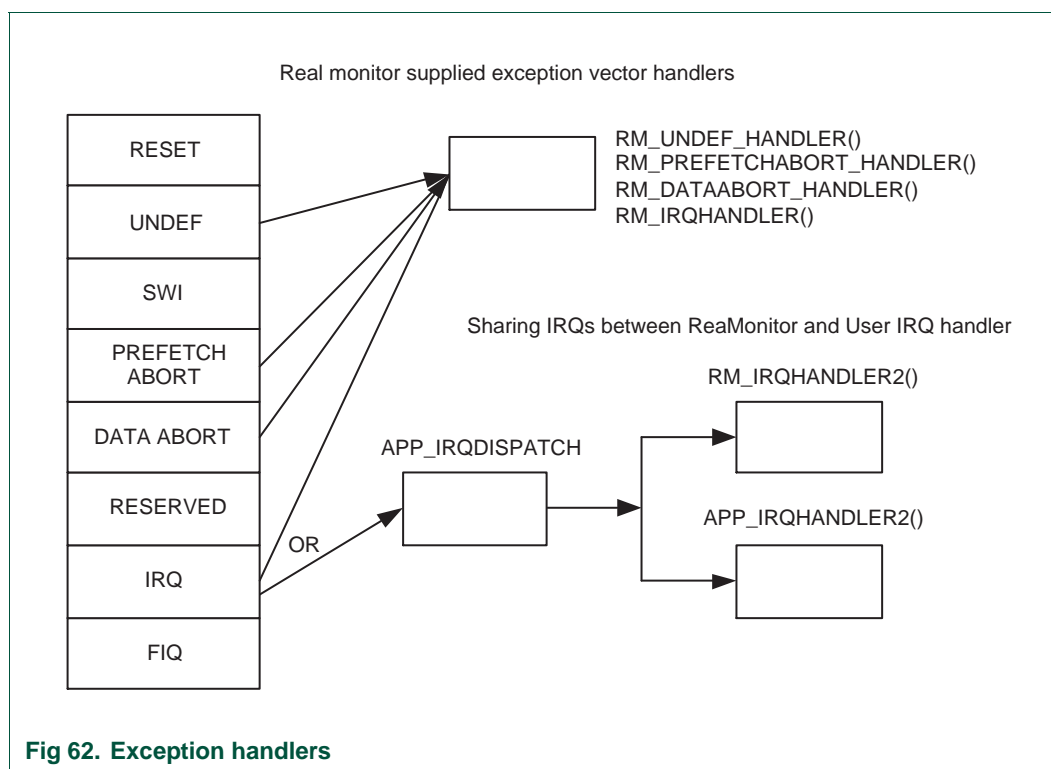 Real monitor supplied exception vector handlers
RESET
UNDEF
SWI
PREFETCH
ABORT
DATA ABORT
RESERVED
IRQ
FIQ
RM_UNDEF_HANDLER()
RM_PREFETCHABORT_HANDLER()
RM_DATAABORT_HANDLER()
RM_IRQHANDLER()
Sharing IRQs between ReaMonitor and User IRQ handler
RM_IRQHANDLER2()
APP_IRQDISPATCH
APP_IRQHANDLER2()
OR
Fig 62. Exception handlers